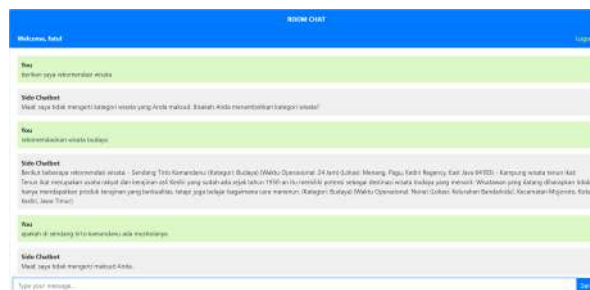 ROOM CHAT
Welcome, fatul
Logo
You
berikan saya rekomendasi wisata
Sido Chatbot
Maaf saya tidak mengerti kategori wisata yang Anda maksud. Bisakah Anda menambahkan kategori wisata?
You
rekomendasikan wisata budaya
Sido Chatbot
Berikut beberapa rekomendasi wisata: - Sendang Tirto Kamandanu (Kategori: Budaya) (Waktu Operasional: 24 Jam) (Lokasi: Menang, Pagu, Kediri Regency, East Java 64183) - Kampung wisata tenun ikat
Tenun ikat merupakan usaha rakyat dan kerajinan asli Kediri yang sudah ada sejak tahun 1950-an itu memiliki potensi sebagai destinasi wisata budaya yang menarik. Wisatawan yang datang diharapkan tidak
hanya mendapatkan produk kerajinan yang berkualitas, tetapi juga belajar bagaimana cara menenun. (Kategori: Budaya) (Waktu Operasional: None) (Lokasi: Kelurahan Bandarkidul, Kecamatan Mojoroto, Kota
Kediri, Jawa Timur)
You
apakah di sendang tirto kamandanu ada musholanya
Sido Chatbot
Maaf, saya tidak mengerti maksud Anda.
Type your message...